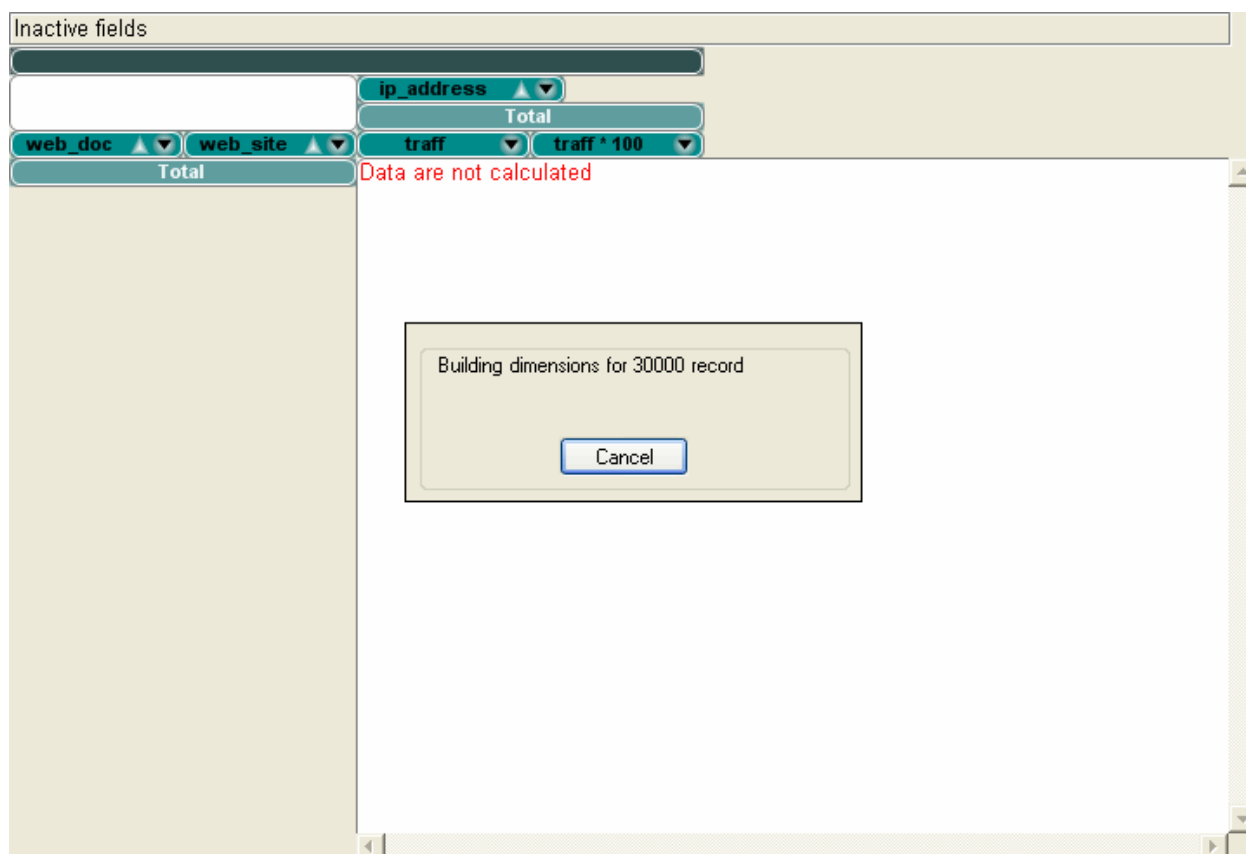 Inactive fields
ip_address
Total
web_doc web_site traff traff * 100
Total Data are not calculated
Building dimensions for 30000 record
Cancel